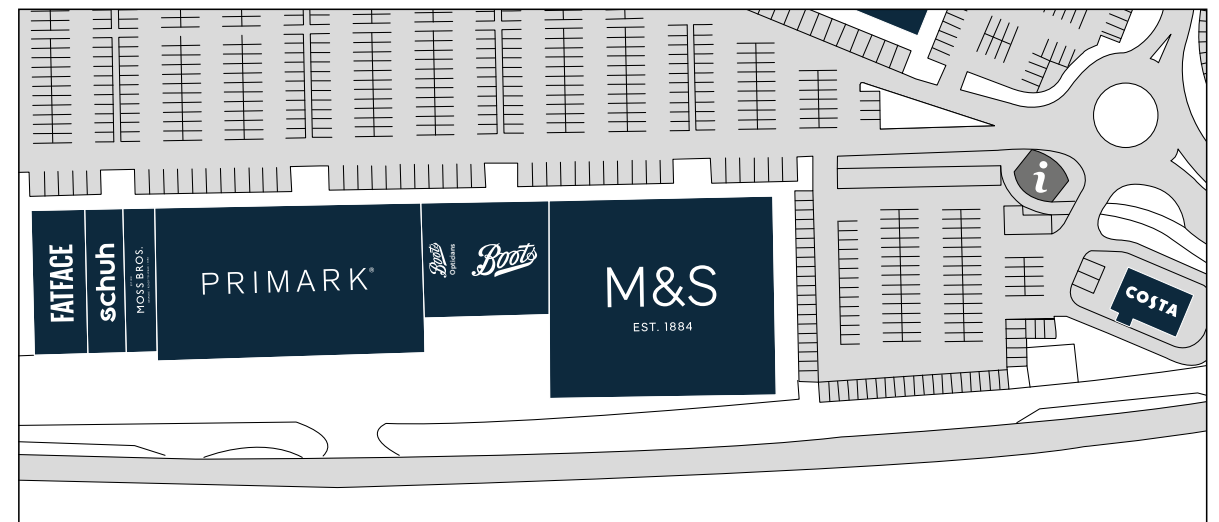 FATFACE
schuh
MOSS BROS.
PRIMARK®
Boots
Opticians
Boots
M&S
EST. 1884
i
COSTA